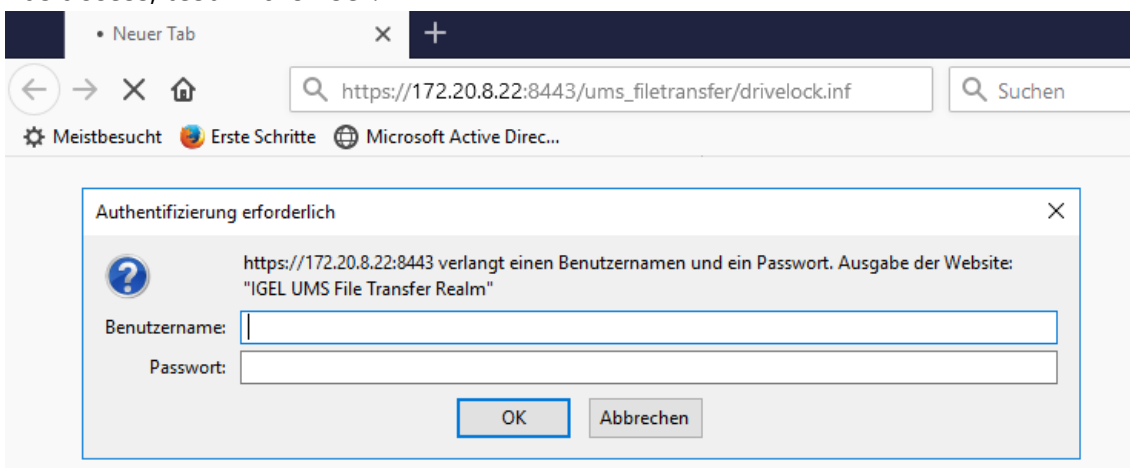 • Neuer Tab
https://172.20.8.22:8443/ums_filetransfer/drivelock.inf
Suchen
Meistbesucht Erste Schritte Microsoft Active Direc...
Authentifizierung erforderlich
https://172.20.8.22:8443 verlangt einen Benutzernamen und ein Passwort. Ausgabe der Website:
"IGEL UMS File Transfer Realm"
Benutzername:
Passwort:
OK Abbrechen